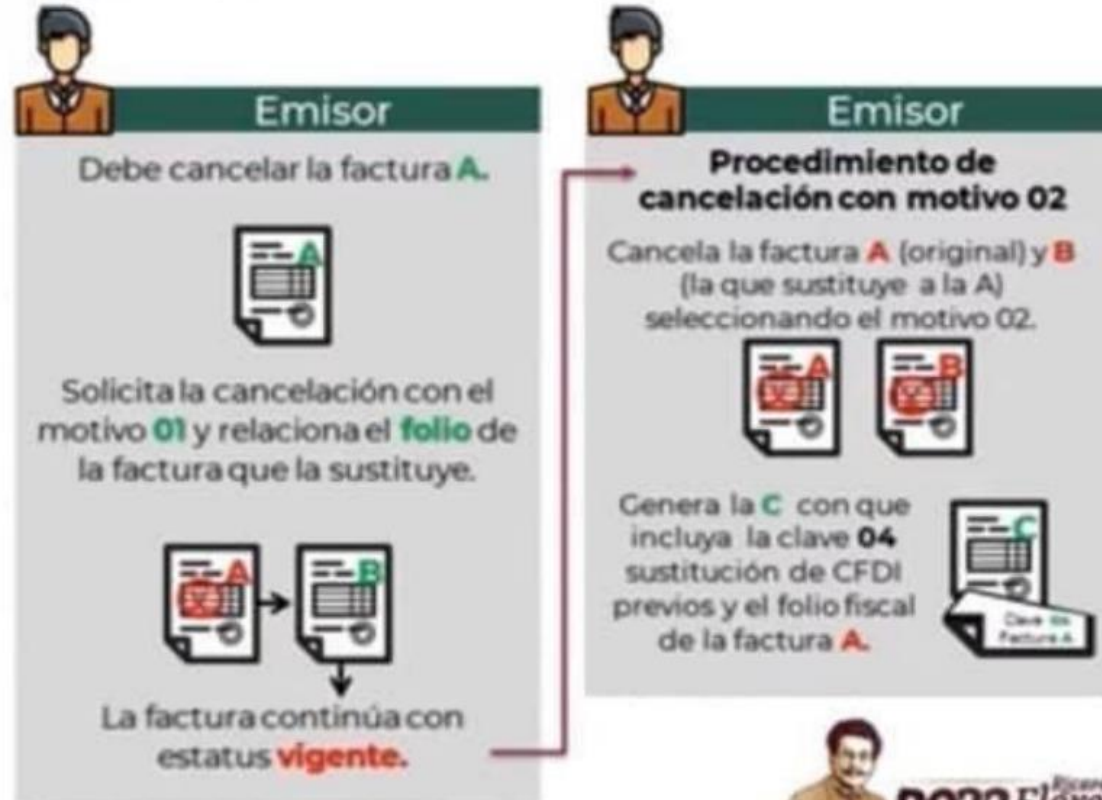 Emisor
Debe cancelar la factura A.
A
Solicita la cancelación con el
motivo 01 y relaciona el folio de
la factura que la sustituye.
A
B
La factura continúa con
estatus vigente.
Emisor
Procedimiento de
cancelación con motivo 02
Cancela la factura A (original) y B
(la que sustituye a la A)
seleccionando el motivo 02.
A
B
Genera la C con que
incluya la clave 04
sustitución de CFDI
previos y el folio fiscal
de la factura A.
C
Clave 04
Factura A